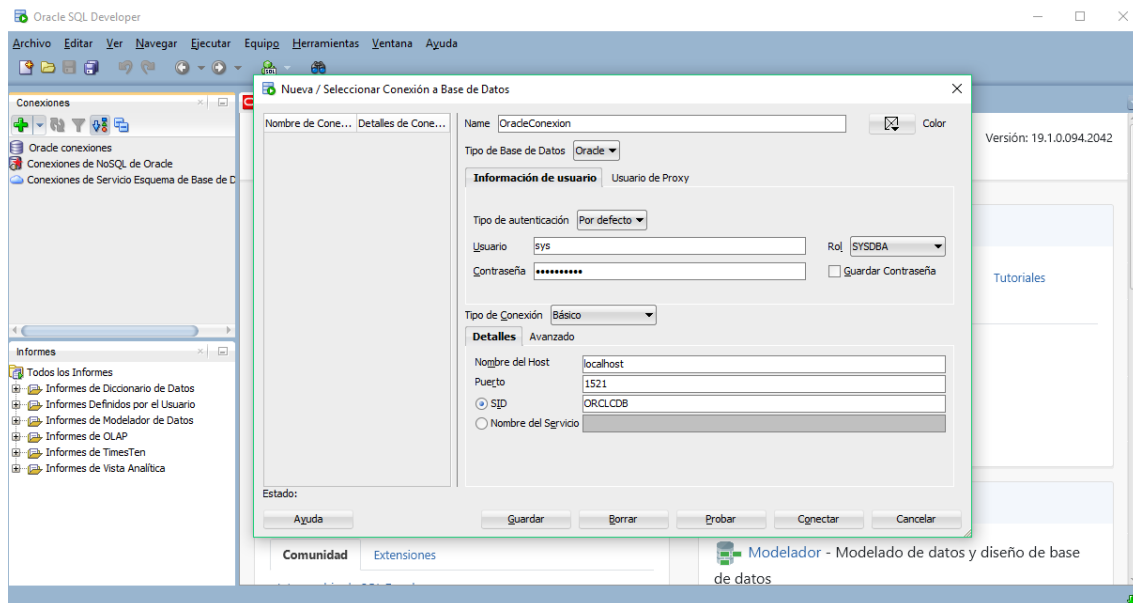 Oracle SQL Developer
Archivo Editar Ver Navegar Ejecutar Equipo Herramientas Ventana Ayuda
Conexiones
Oracle conexiones
Conexiones de NoSQL de Oracle
Conexiones de Servicio Esquema de Base de D
Informes
Todos los Informes
Informes de Diccionario de Datos
Informes Definidos por el Usuario
Informes de Modelador de Datos
Informes de OLAP
Informes de TimesTen
Informes de Vista Analítica
Nueva / Seleccionar Conexión a Base de Datos
Nombre de Cone... Detalles de Cone...
Name OracleConexion Color
Tipo de Base de Datos Oracle
Información de usuario Usuario de Proxy
Tipo de autenticación Por defecto
Usuario sys Rol SYSDBA
Contraseña •••••••••• Guardar Contraseña
Tipo de Conexión Básico
Detalles Avanzado
Nombre del Host localhost
Puerto 1521
SID ORCLCDB
Nombre del Servicio
Estado:
Ayuda Guardar Borrar Probar Conectar Cancelar
Versión: 19.1.0.094.2042
Tutoriales
Comunidad Extensiones
Modelador - Modelado de datos y diseño de base
de datos